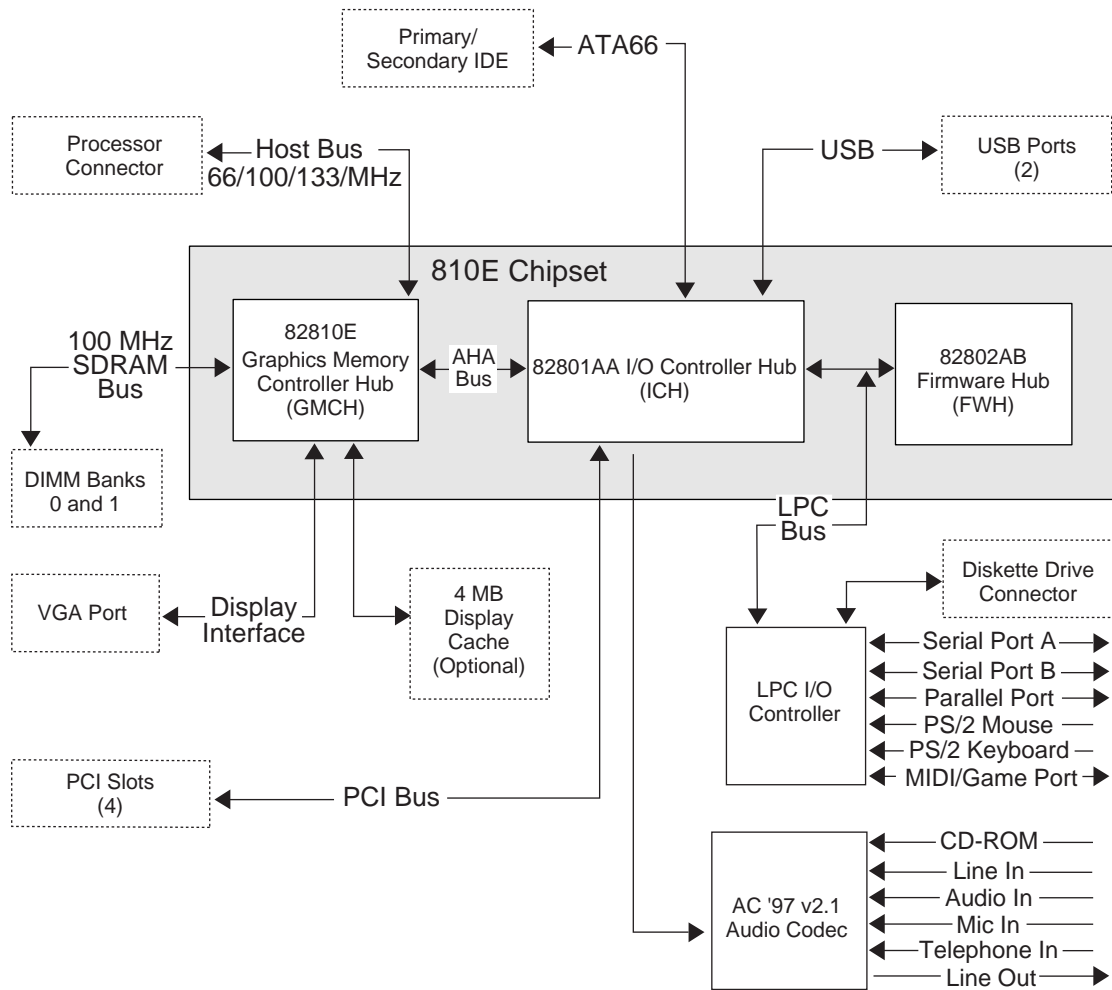 Primary/
Secondary IDE
ATA66
Processor
Connector
Host Bus
66/100/133/MHz
USB
USB Ports
(2)
810E Chipset
100 MHz
SDRAM
Bus
82810E
Graphics Memory
Controller Hub
(GMCH)
AHA
Bus
82801AA I/O Controller Hub
(ICH)
82802AB
Firmware Hub
(FWH)
DIMM Banks
0 and 1
LPC
Bus
VGA Port
Display
Interface
4 MB
Display
Cache
(Optional)
Diskette Drive
Connector
LPC I/O
Controller
Serial Port A
Serial Port B
Parallel Port
PS/2 Mouse
PS/2 Keyboard
MIDI/Game Port
PCI Slots
(4)
PCI Bus
AC '97 v2.1
Audio Codec
CD-ROM
Line In
Audio In
Mic In
Telephone In
Line Out